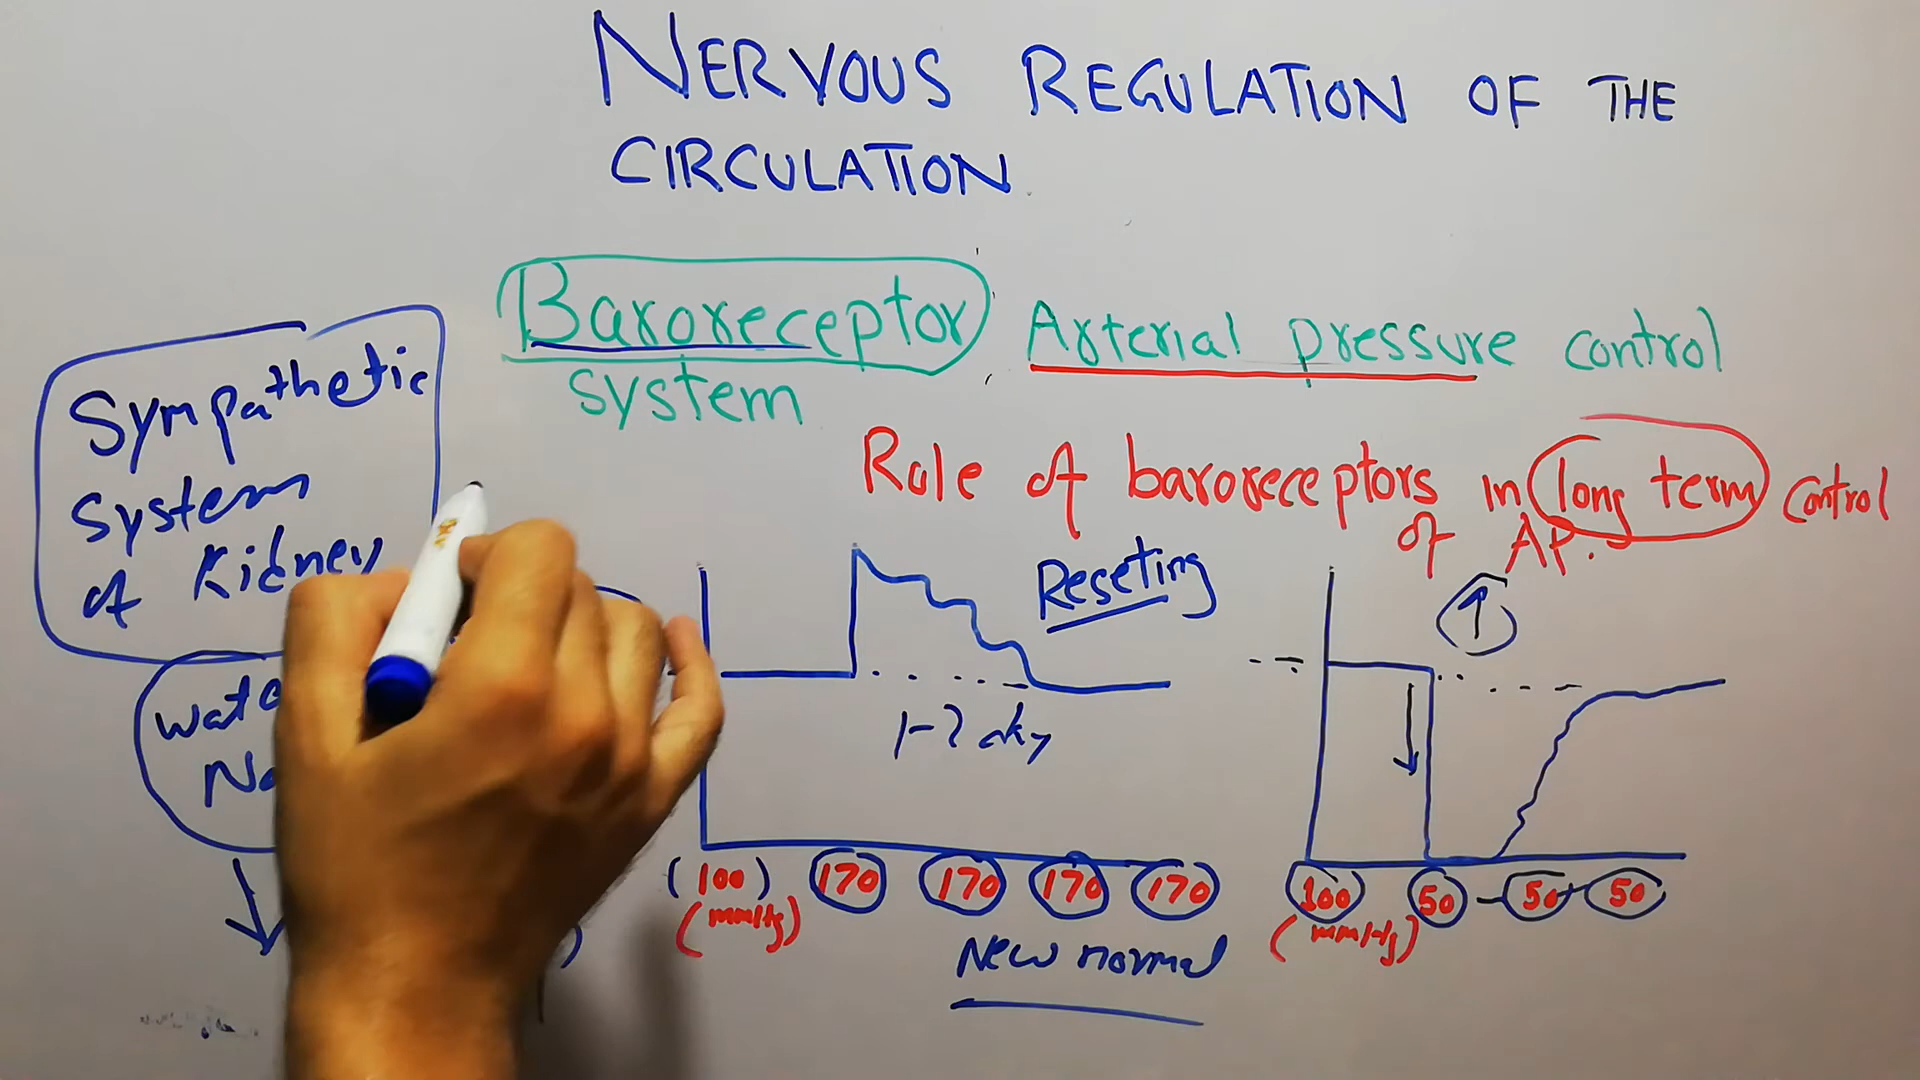 NERVOUS REGULATION OF THE
CIRCULATION
Baroreceptor Arterial pressure control
system
Role of baroreceptors in long term control
of AP.
Sympathetic
system
of Kidney
Reseting
1-2 day
(100) 170 170 170 170
(mmHg)
New normal
100 50 - 50 50
(mmHg)